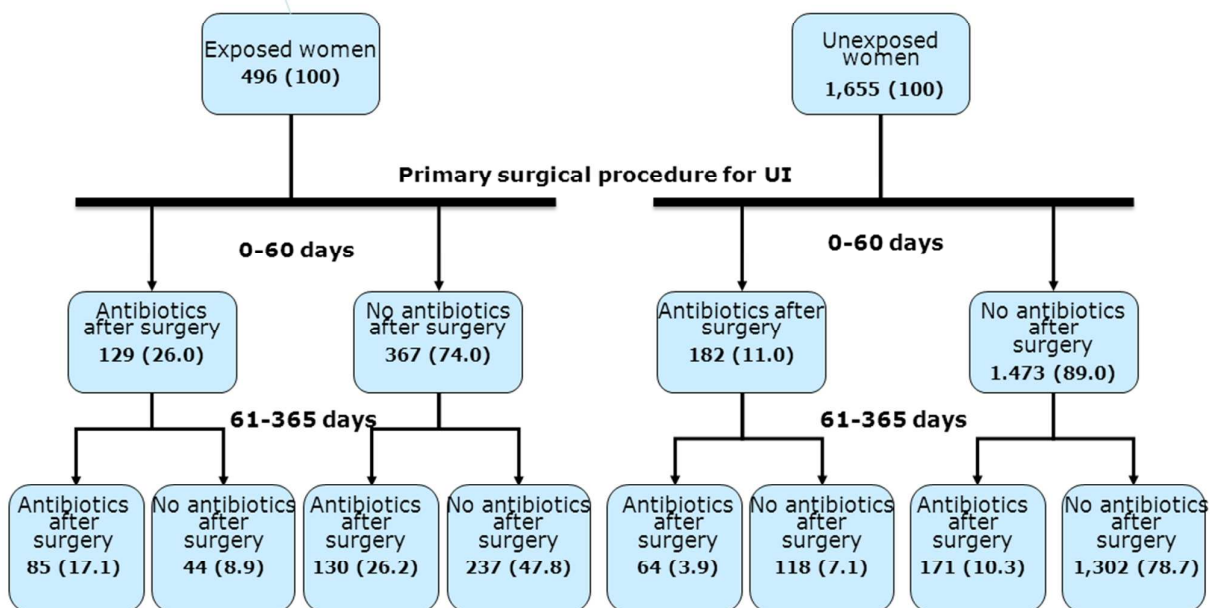 Exposed women
496 (100)
Unexposed
women
1,655 (100)
Primary surgical procedure for UI
0-60 days
0-60 days
Antibiotics
after surgery
129 (26.0)
No antibiotics
after surgery
367 (74.0)
Antibiotics after
surgery
182 (11.0)
No antibiotics
after
surgery
1.473 (89.0)
61-365 days
61-365 days
Antibiotics
after
surgery
85 (17.1)
No antibiotics
after
surgery
44 (8.9)
Antibiotics
after
surgery
130 (26.2)
No antibiotics
after
surgery
237 (47.8)
Antibiotics
after
surgery
64 (3.9)
No antibiotics
after
surgery
118 (7.1)
Antibiotics
after
surgery
171 (10.3)
No antibiotics
after
surgery
1,302 (78.7)